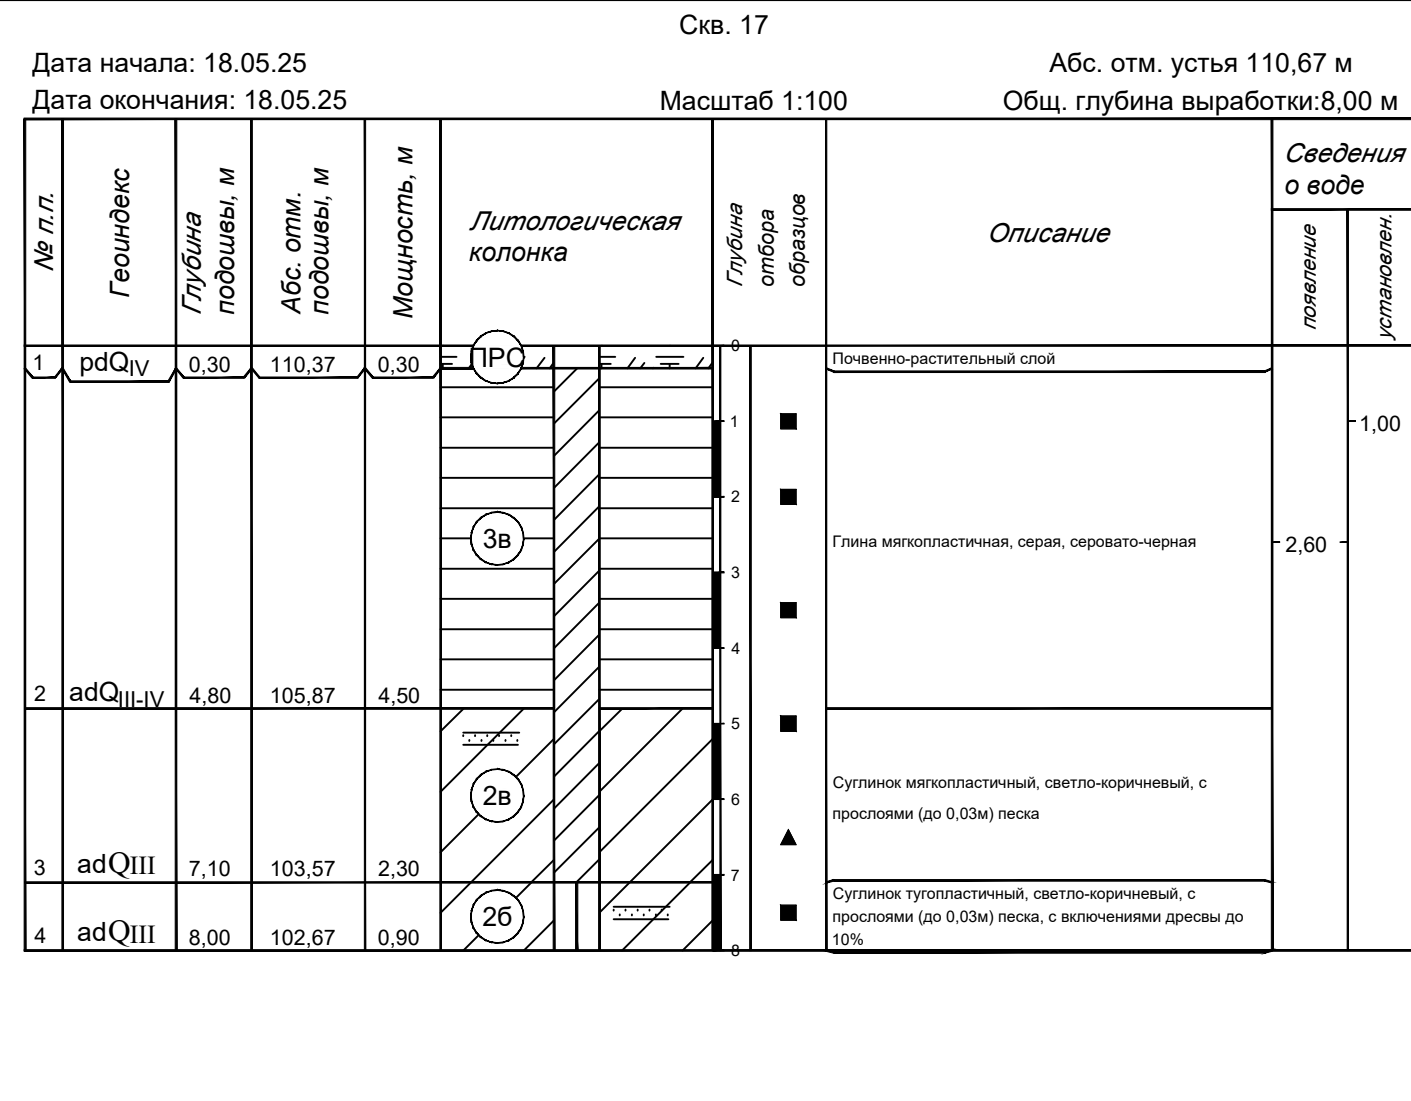 Скв. 17
Дата начала: 18.05.25
Абс. отм. устья 110,67 м
Дата окончания: 18.05.25
Масштаб 1:100
Общ. глубина выработки:8,00 м
№ п.п.
Геоиндекс
Глубина
подошвы, м
Абс. отм.
подошвы, м
Мощность, м
Литологическая
колонка
Глубина
отбора
образцов
Описание
Сведения
о воде
появление
установлен.
0
1 pdQIV 0,30 110,37 0,30 ПРС Почвенно-растительный слой
1
1,00
2
3в
Глина мягкопластичная, серая, серовато-черная
2,60
3
4
2 adQIII-IV 4,80 105,87 4,50
5
2в
6
Суглинок мягкопластичный, светло-коричневый, с
прослоями (до 0,03м) песка
3 adQIII 7,10 103,57 2,30
7
2б
Суглинок тугопластичный, светло-коричневый, с
прослоями (до 0,03м) песка, с включениями дресвы до
10%
4 adQIII 8,00 102,67 0,90
8